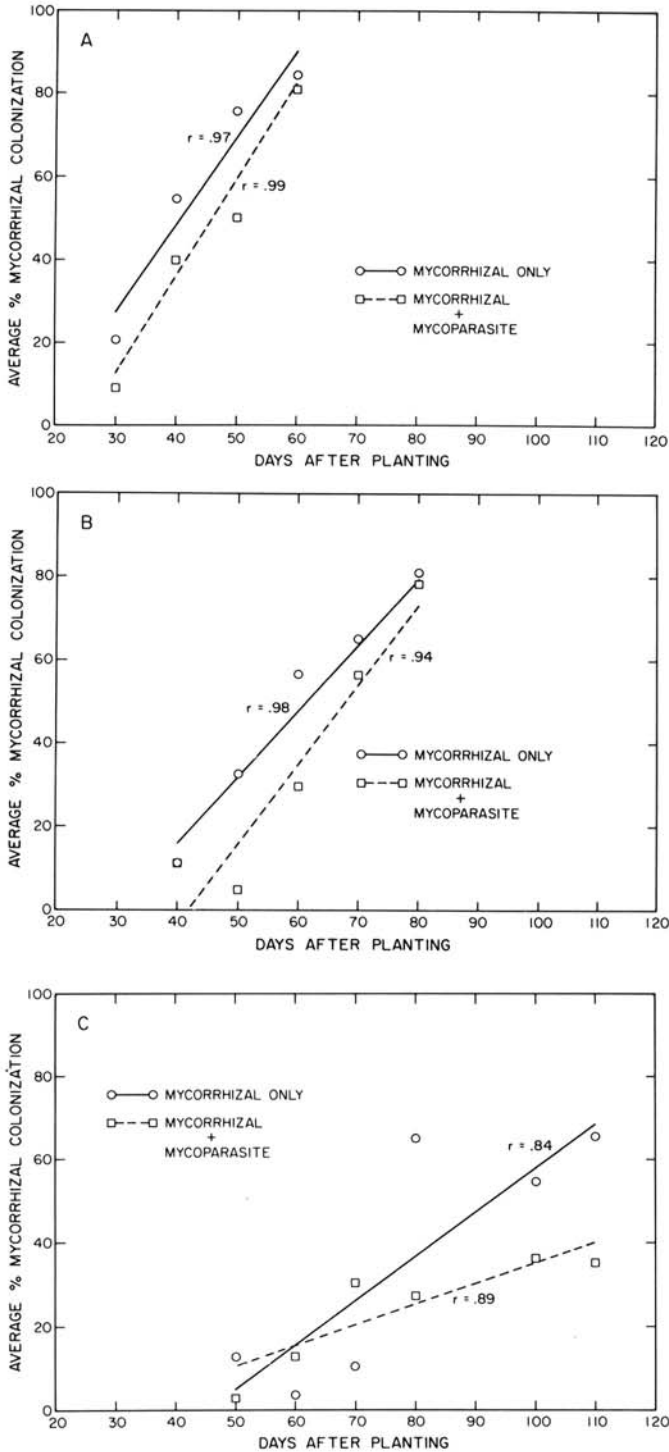 A
AVERAGE % MYCORRHIZAL COLONIZATION
100
80
60
40
20
0
r = .97
r = .99
MYCORRHIZAL ONLY
MYCORRHIZAL
+
MYCOPARASITE
20 30 40 50 60 70 80 90 100 110 120
DAYS AFTER PLANTING
B
AVERAGE % MYCORRHIZAL COLONIZATION
100
80
60
40
20
0
r = .94
r = .98
MYCORRHIZAL ONLY
MYCORRHIZAL
+
MYCOPARASITE
20 30 40 50 60 70 80 90 100 110 120
DAYS AFTER PLANTING
C
AVERAGE % MYCORRHIZAL COLONIZATION
100
80
60
40
20
0
MYCORRHIZAL ONLY
MYCORRHIZAL
+
MYCOPARASITE
r = .84
r = .89
20 30 40 50 60 70 80 90 100 110 120
DAYS AFTER PLANTING